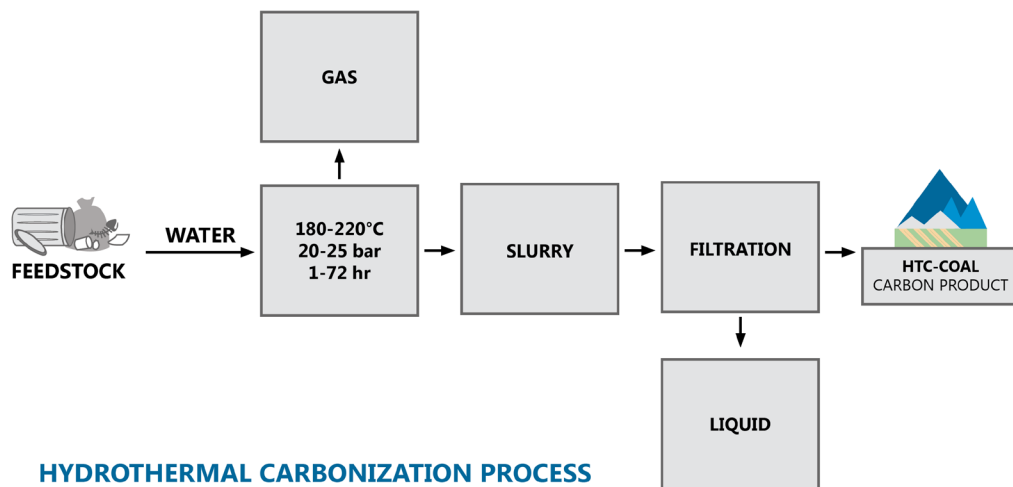 GAS
FEEDSTOCK
WATER
180-220°C
20-25 bar
1-72 hr
SLURRY
FILTRATION
HTC-COAL
CARBON PRODUCT
LIQUID
HYDROTHERMAL CARBONIZATION PROCESS